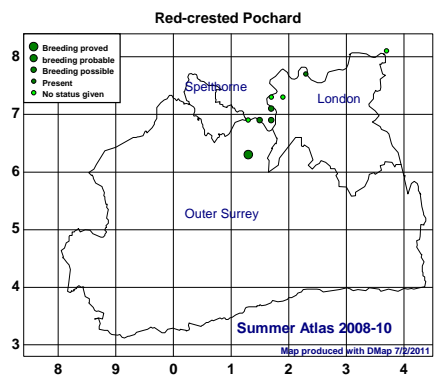 Red-crested Pochard
8
Breeding proved
breeding probable
Breeding possible
Present
No status given
Spelthorne
London
7
6
Outer Surrey
5
4
Summer Atlas 2008-10
3
Map produced with DMap 7/2/2011
8 9 0 1 2 3 4